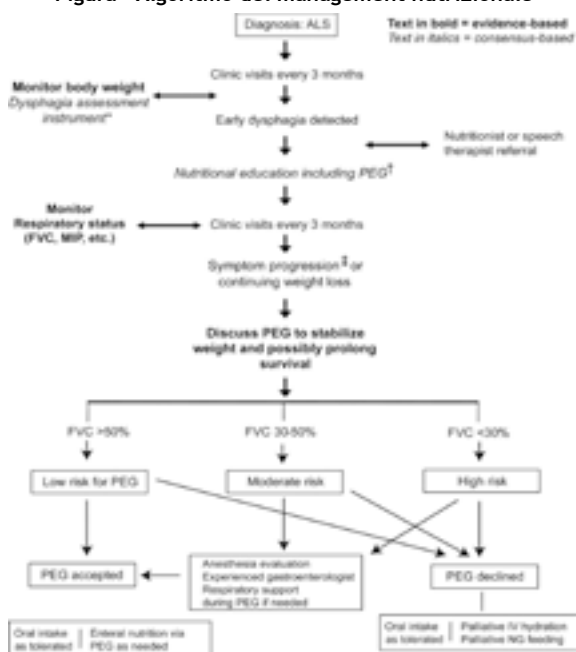 Figura - Algoritmo del management nutrizionale
Diagnosis: ALS
Text in bold = evidence-based
Text in italics = consensus-based
Clinic visits every 3 months
Monitor body weight
Dysphagia assessment
instrument*
Early dysphagia detected
Nutritionist or speech
therapist referral
Nutritional education including PEG†
Monitor
Respiratory status
(FVC, MIP, etc.)
Clinic visits every 3 months
Symptom progression‡ or
continuing weight loss
Discuss PEG to stabilize
weight and possibly prolong
survival
FVC >50%
FVC 30-50%
FVC <30%
Low risk for PEG
Moderate risk
High risk
PEG accepted
Anesthesia evaluation
Experienced gastroenterologist
Respiratory support
during PEG if needed
PEG declined
Oral intake
as tolerated
Enteral nutrition via
PEG as needed
Oral intake
as tolerated
Palliative IV hydration
Palliative NG feeding